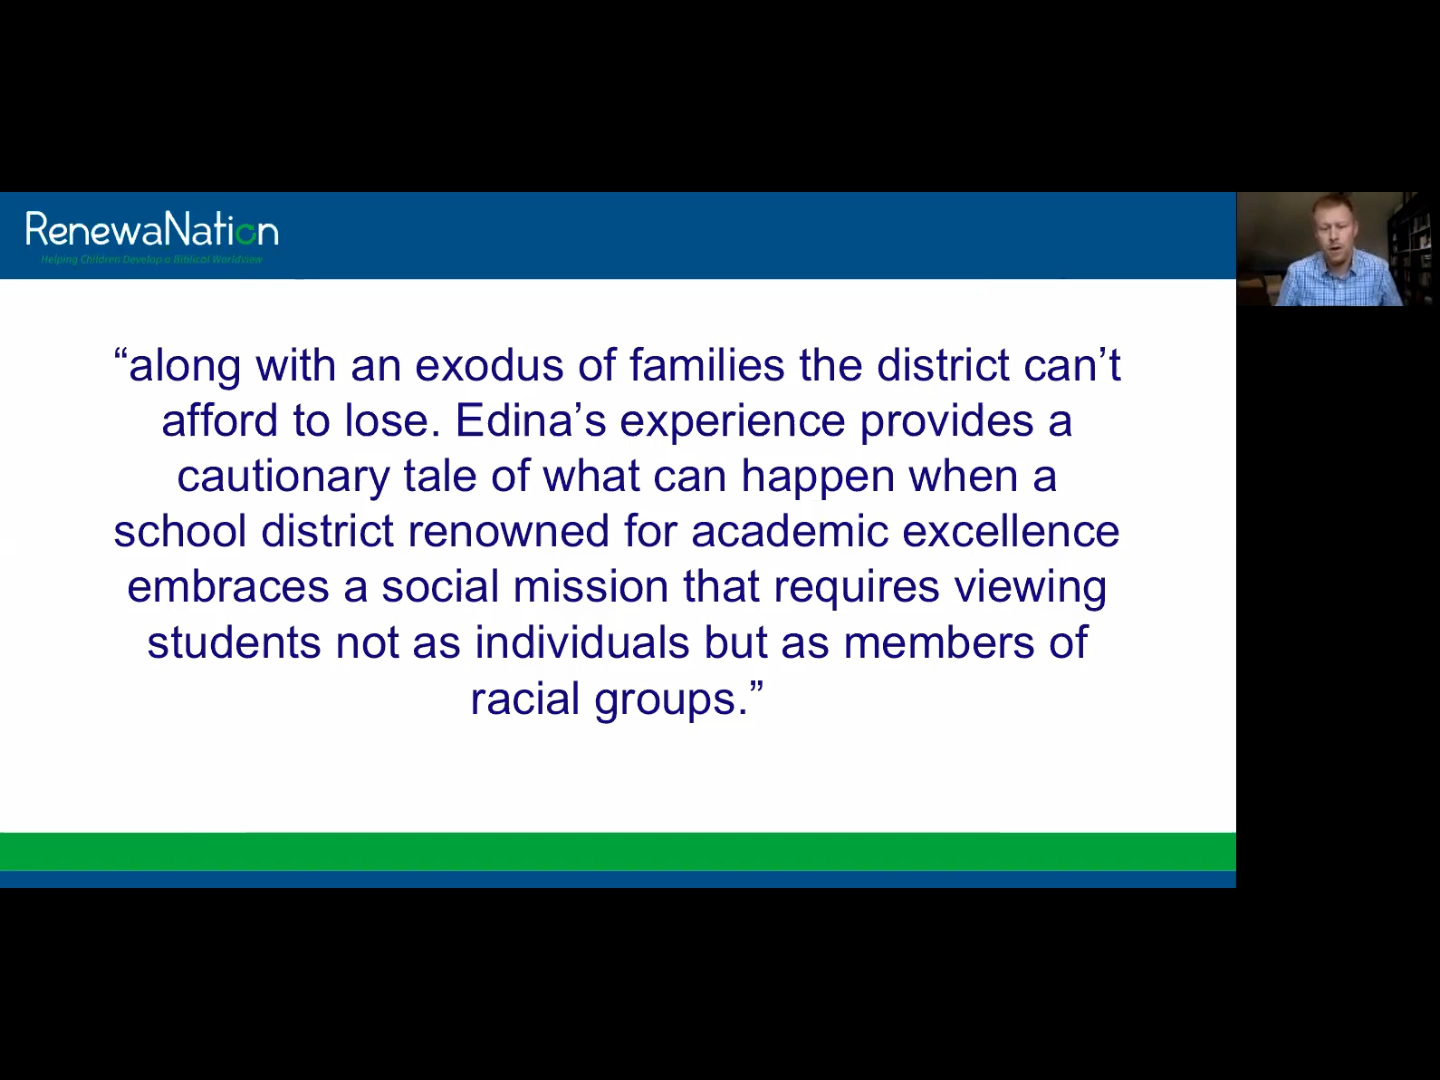 RenewaNation
Helping Children Develop a Biblical Worldview
“along with an exodus of families the district can’t
afford to lose. Edina’s experience provides a
cautionary tale of what can happen when a
school district renowned for academic excellence
embraces a social mission that requires viewing
students not as individuals but as members of
racial groups.”